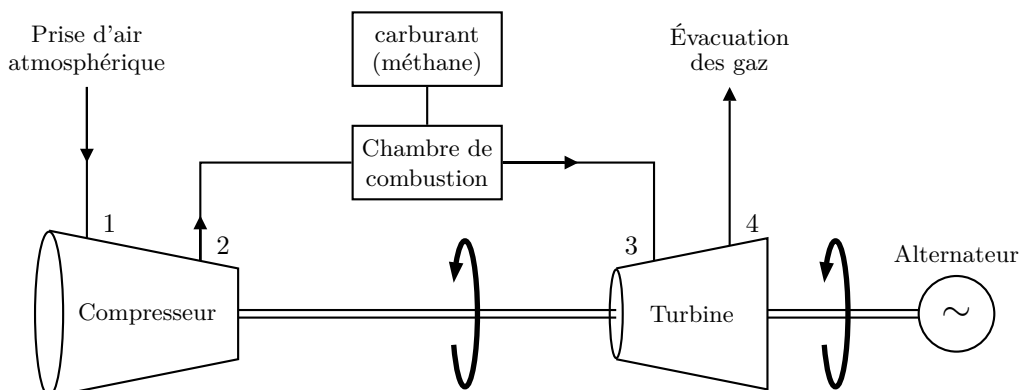 Prise d'air
atmosphérique
carburant
(méthane)
Évacuation
des gaz
Chambre de
combustion
1
2
3
4
Compresseur
Turbine
Alternateur
~